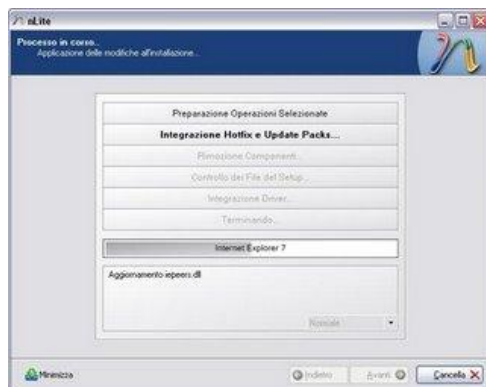 nLite
Processo in corso..
Applicazione delle modifiche all'installazione...
Preparazione Operazioni Selezionate
Integrazione Hotfix e Update Packs...
Rimozione Componenti...
Controllo dei File del Setup...
Integrazione Driver...
Terminando...
Internet Explorer 7
Aggiornamento iepeers.dll
Normale
Minimizza
Indietro
Avanti
Cancella